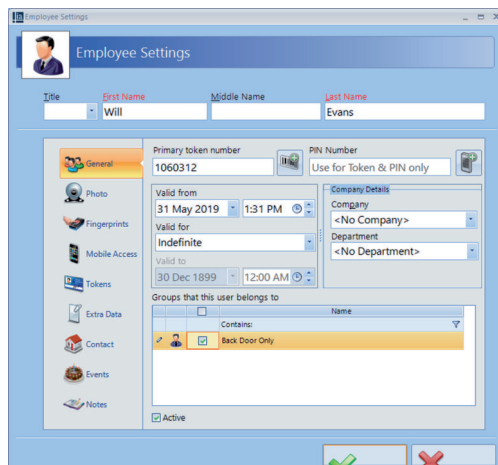 Employee Settings
Employee Settings
Title First Name Middle Name Last Name
Will Evans
General
Photo
Fingerprints
Mobile Access
Tokens
Extra Data
Contact
Events
Notes
Primary token number PIN Number
1060312 Use for Token & PIN only
Valid from
31 May 2019 1:31 PM
Valid for
Indefinite
Valid to
30 Dec 1899 12:00 AM
Company Details
Company
<No Company>
Department
<No Department>
Groups that this user belongs to
Name
Contains:
Back Door Only
Active